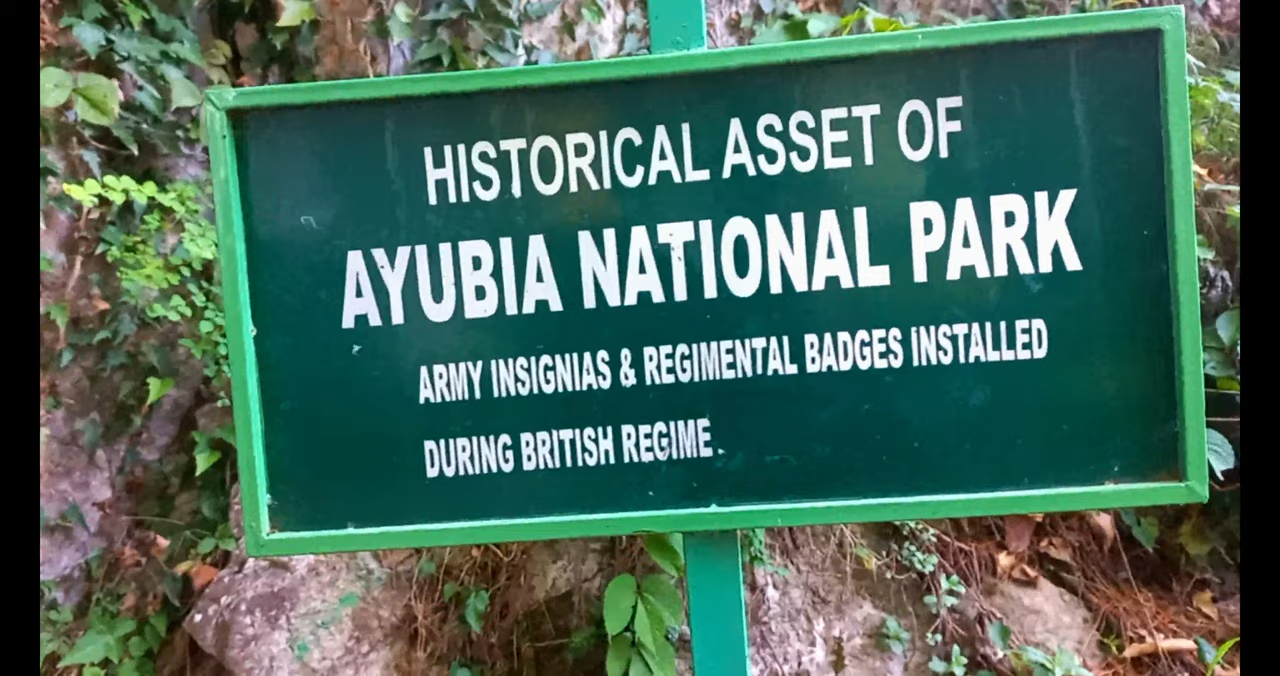 HISTORICAL ASSET OF
AYUBIA NATIONAL PARK
ARMY INSIGNIAS & REGIMENTAL BADGES INSTALLED
DURING BRITISH REGIME.